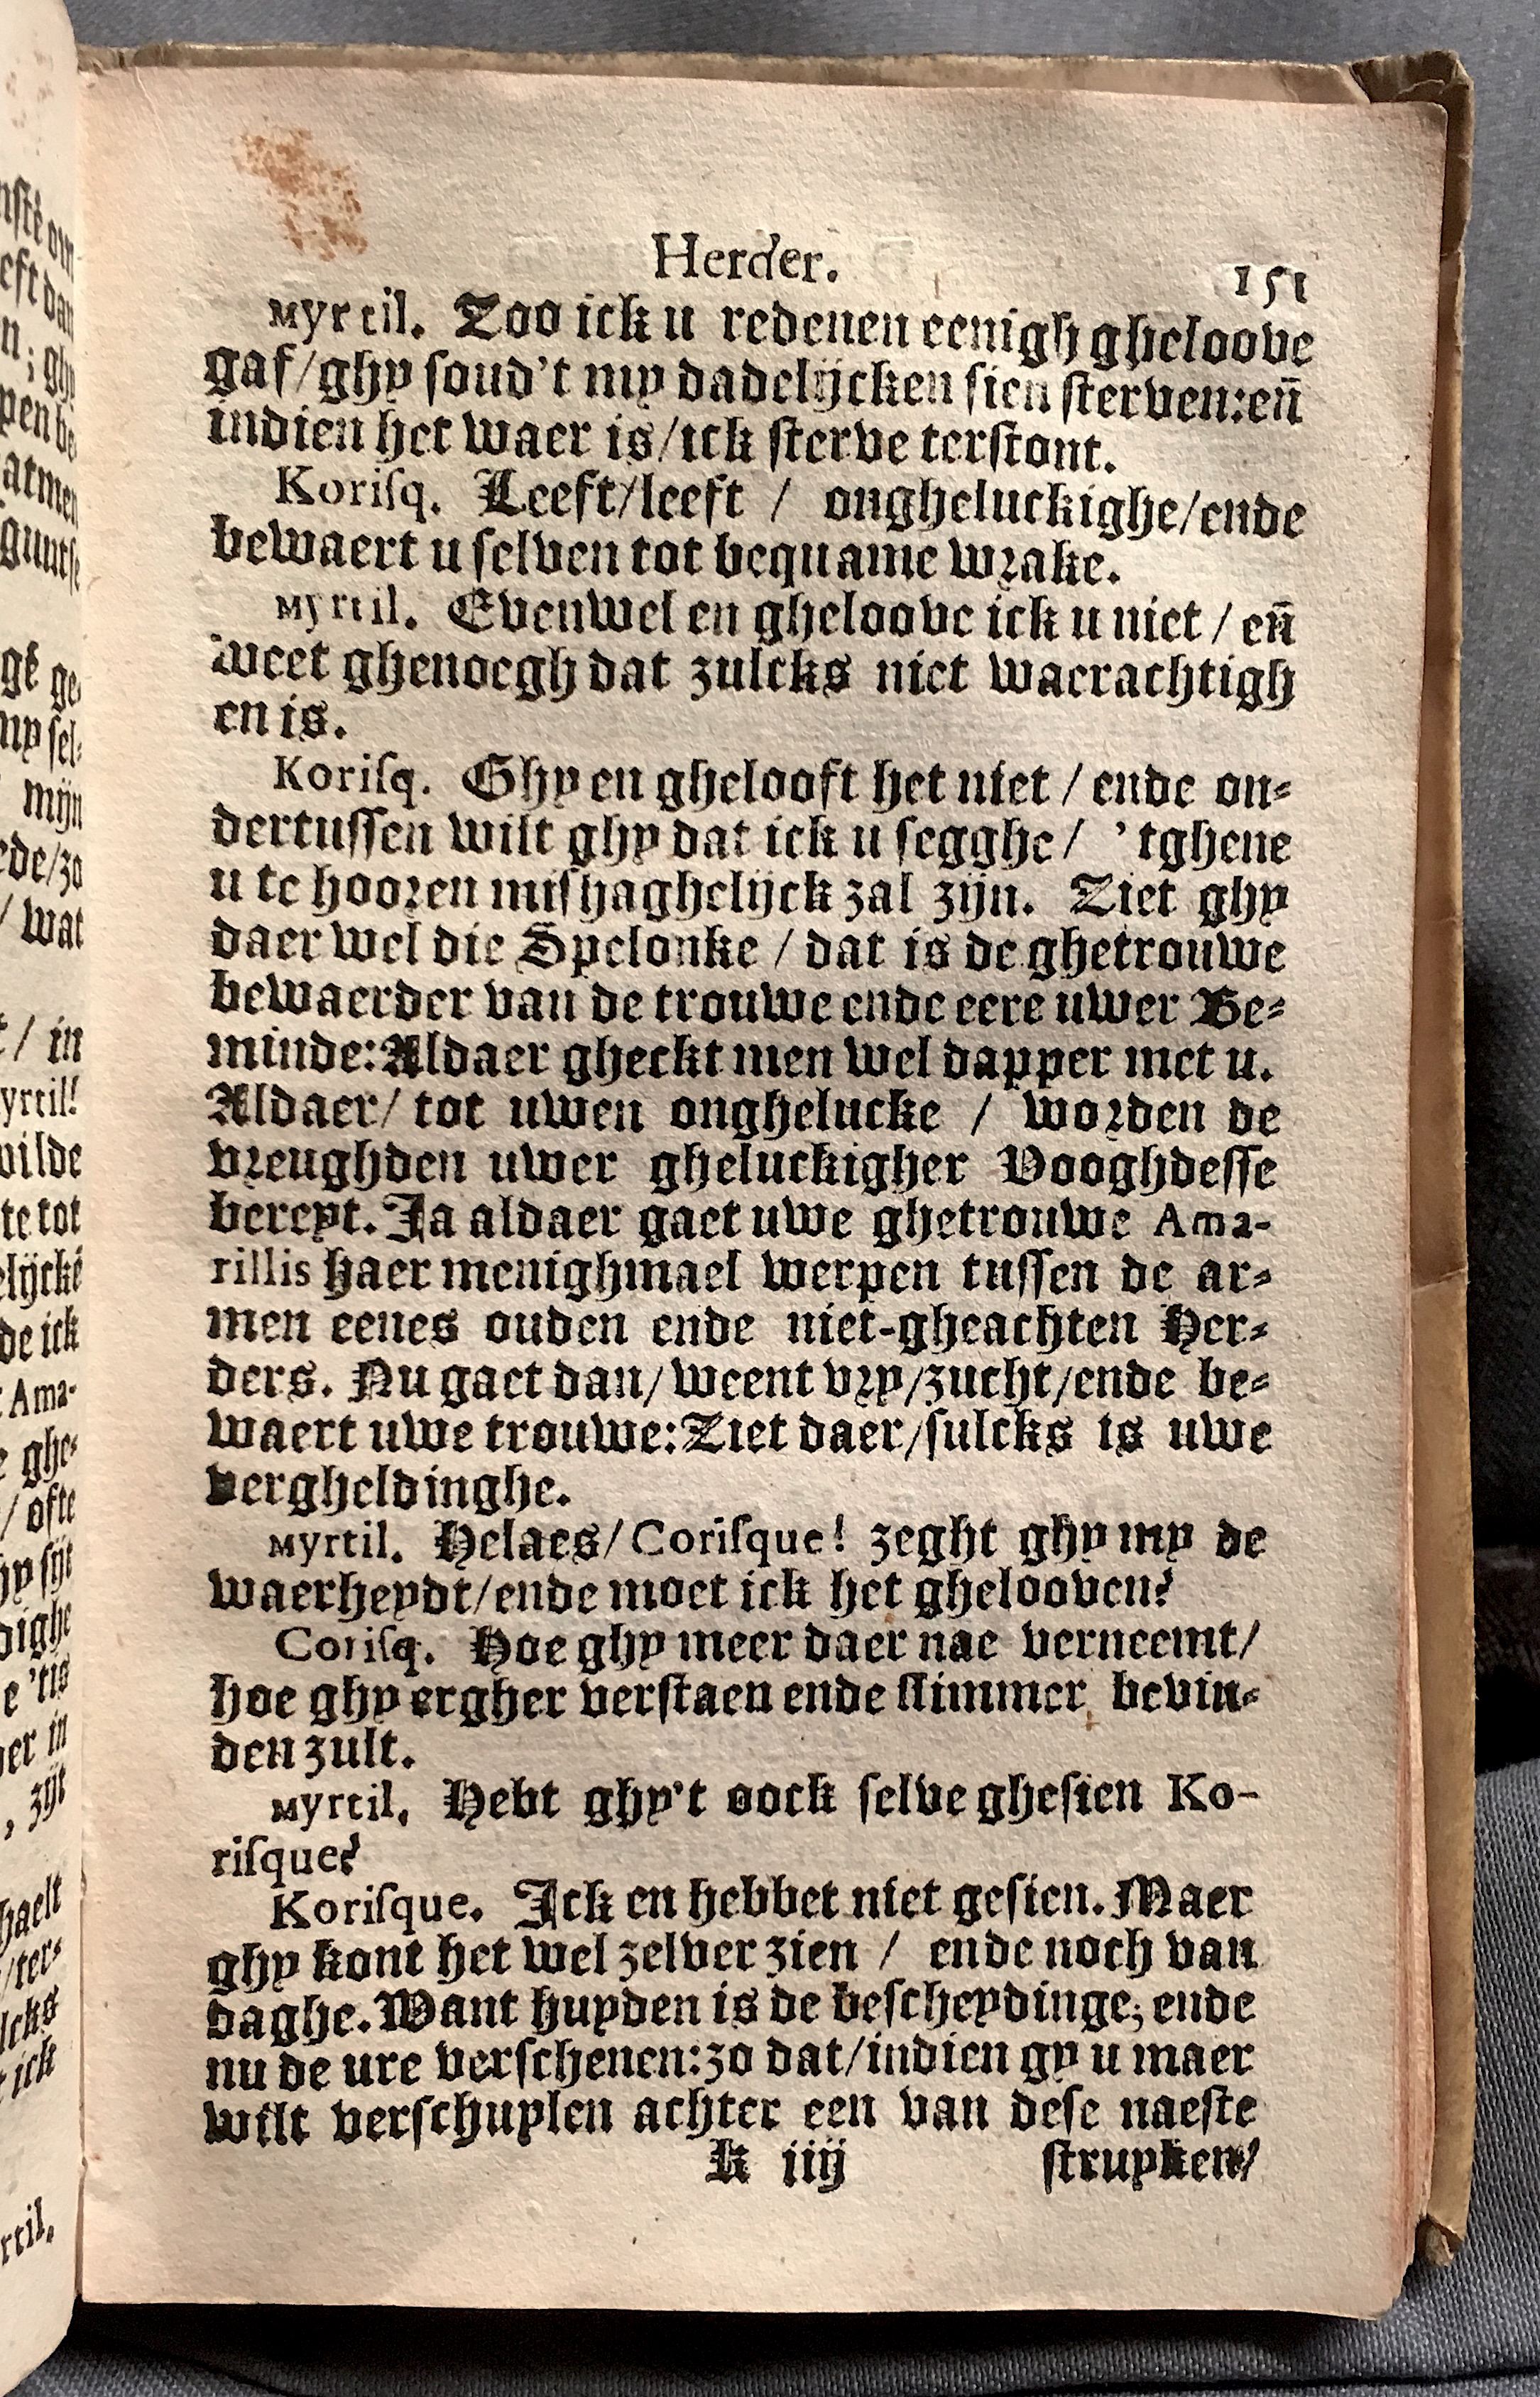 Herder. 151
Myrtil. Zoo ick u redenen eenigh gheloove
gaf/ghy soud't my dadelijcken sien sterven:en̄
indien het waer is/ick sterve terstont.
Korisq. Leeft/leeft / ongheluckighe/ende
bewaert u selven tot bequame wrake.
Myrtil. Evenwel en gheloove ick u niet / en̄
weet ghenoegh dat zulcks niet waerachtigh
en is.
Korisq. Ghy en ghelooft het niet / ende on-
dertussen wilt ghy dat ick u segghe / 'tghene
u te hooren mishaghelijck zal zijn. Ziet ghy
daer wel die Spelonke / dat is de ghetrouwe
bewaerder van de trouwe ende eere uwer Be-
minde:Aldaer gheckt men wel dapper met u.
Aldaer/ tot uwen onghelucke / worden de
vreughden uwer gheluckigher Vooghdesse
bereyt. Ja aldaer gaet uwe ghetrouwe Ama-
rillis haer menighmael werpen tussen de ar-
men eenes ouden ende niet-gheachten Her-
ders. Nu gaet dan/weent vry/zucht/ende be-
waert uwe trouwe:Ziet daer/sulcks is uwe
vergheldinghe.
Myrtil. Helaes/Corisque! zeght ghy my de
waerheydt/ende moet ick het ghelooven?
Corisq. Hoe ghy meer daer nae verneemt/
hoe ghy ergher verstaen ende slimmer bevin-
den zult.
Myrtil. Hebt ghy't oock selve ghesien Ko-
risque?
Korisque. Ick en hebbet niet gesien. Maer
ghy kont het wel zelver zien / ende noch van
daghe. Want huyden is de bescheydinge, ende
nu de ure verschenen:zo dat/indien gy u maer
wilt verschuylen achter een van dese naeste
k iiij struyken/